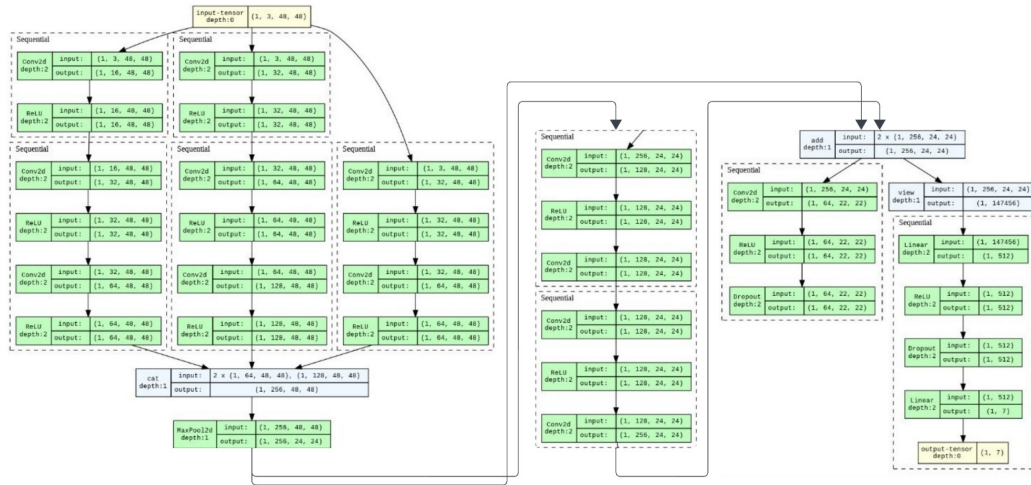 input-tensor depth:0 (1, 3, 48, 48)
Sequential
Conv2d depth:2 input: (1, 3, 48, 48) output: (1, 16, 48, 48)
ReLU depth:2 input: (1, 16, 48, 48) output: (1, 16, 48, 48)
Sequential
Conv2d depth:2 input: (1, 3, 48, 48) output: (1, 32, 48, 48)
ReLU depth:2 input: (1, 32, 48, 48) output: (1, 32, 48, 48)
Sequential
Conv2d depth:2 input: (1, 16, 48, 48) output: (1, 32, 48, 48)
ReLU depth:2 input: (1, 32, 48, 48) output: (1, 32, 48, 48)
Conv2d depth:2 input: (1, 32, 48, 48) output: (1, 64, 48, 48)
ReLU depth:2 input: (1, 64, 48, 48) output: (1, 64, 48, 48)
Sequential
Conv2d depth:2 input: (1, 32, 48, 48) output: (1, 64, 48, 48)
ReLU depth:2 input: (1, 64, 48, 48) output: (1, 64, 48, 48)
Conv2d depth:2 input: (1, 64, 48, 48) output: (1, 128, 48, 48)
ReLU depth:2 input: (1, 128, 48, 48) output: (1, 128, 48, 48)
Sequential
Conv2d depth:2 input: (1, 3, 48, 48) output: (1, 32, 48, 48)
ReLU depth:2 input: (1, 32, 48, 48) output: (1, 32, 48, 48)
Conv2d depth:2 input: (1, 32, 48, 48) output: (1, 64, 48, 48)
ReLU depth:2 input: (1, 64, 48, 48) output: (1, 64, 48, 48)
cat depth:1 input: 2 x (1, 64, 48, 48), (1, 128, 48, 48) output: (1, 256, 48, 48)
MaxPool2d depth:1 input: (1, 256, 48, 48) output: (1, 256, 24, 24)
Sequential
Conv2d depth:2 input: (1, 256, 24, 24) output: (1, 128, 24, 24)
ReLU depth:2 input: (1, 128, 24, 24) output: (1, 128, 24, 24)
Conv2d depth:2 input: (1, 128, 24, 24) output: (1, 128, 24, 24)
Sequential
Conv2d depth:2 input: (1, 128, 24, 24) output: (1, 128, 24, 24)
ReLU depth:2 input: (1, 128, 24, 24) output: (1, 128, 24, 24)
Conv2d depth:2 input: (1, 128, 24, 24) output: (1, 256, 24, 24)
add depth:1 input: 2 x (1, 256, 24, 24) output: (1, 256, 24, 24)
Sequential
Conv2d depth:2 input: (1, 256, 24, 24) output: (1, 64, 22, 22)
ReLU depth:2 input: (1, 64, 22, 22) output: (1, 64, 22, 22)
Dropout depth:2 input: (1, 64, 22, 22) output: (1, 64, 22, 22)
view depth:1 input: (1, 256, 24, 24) output: (1, 147456)
Sequential
Linear depth:2 input: (1, 147456) output: (1, 512)
ReLU depth:2 input: (1, 512) output: (1, 512)
Dropout depth:2 input: (1, 512) output: (1, 512)
Linear depth:2 input: (1, 512) output: (1, 7)
output-tensor depth:0 (1, 7)